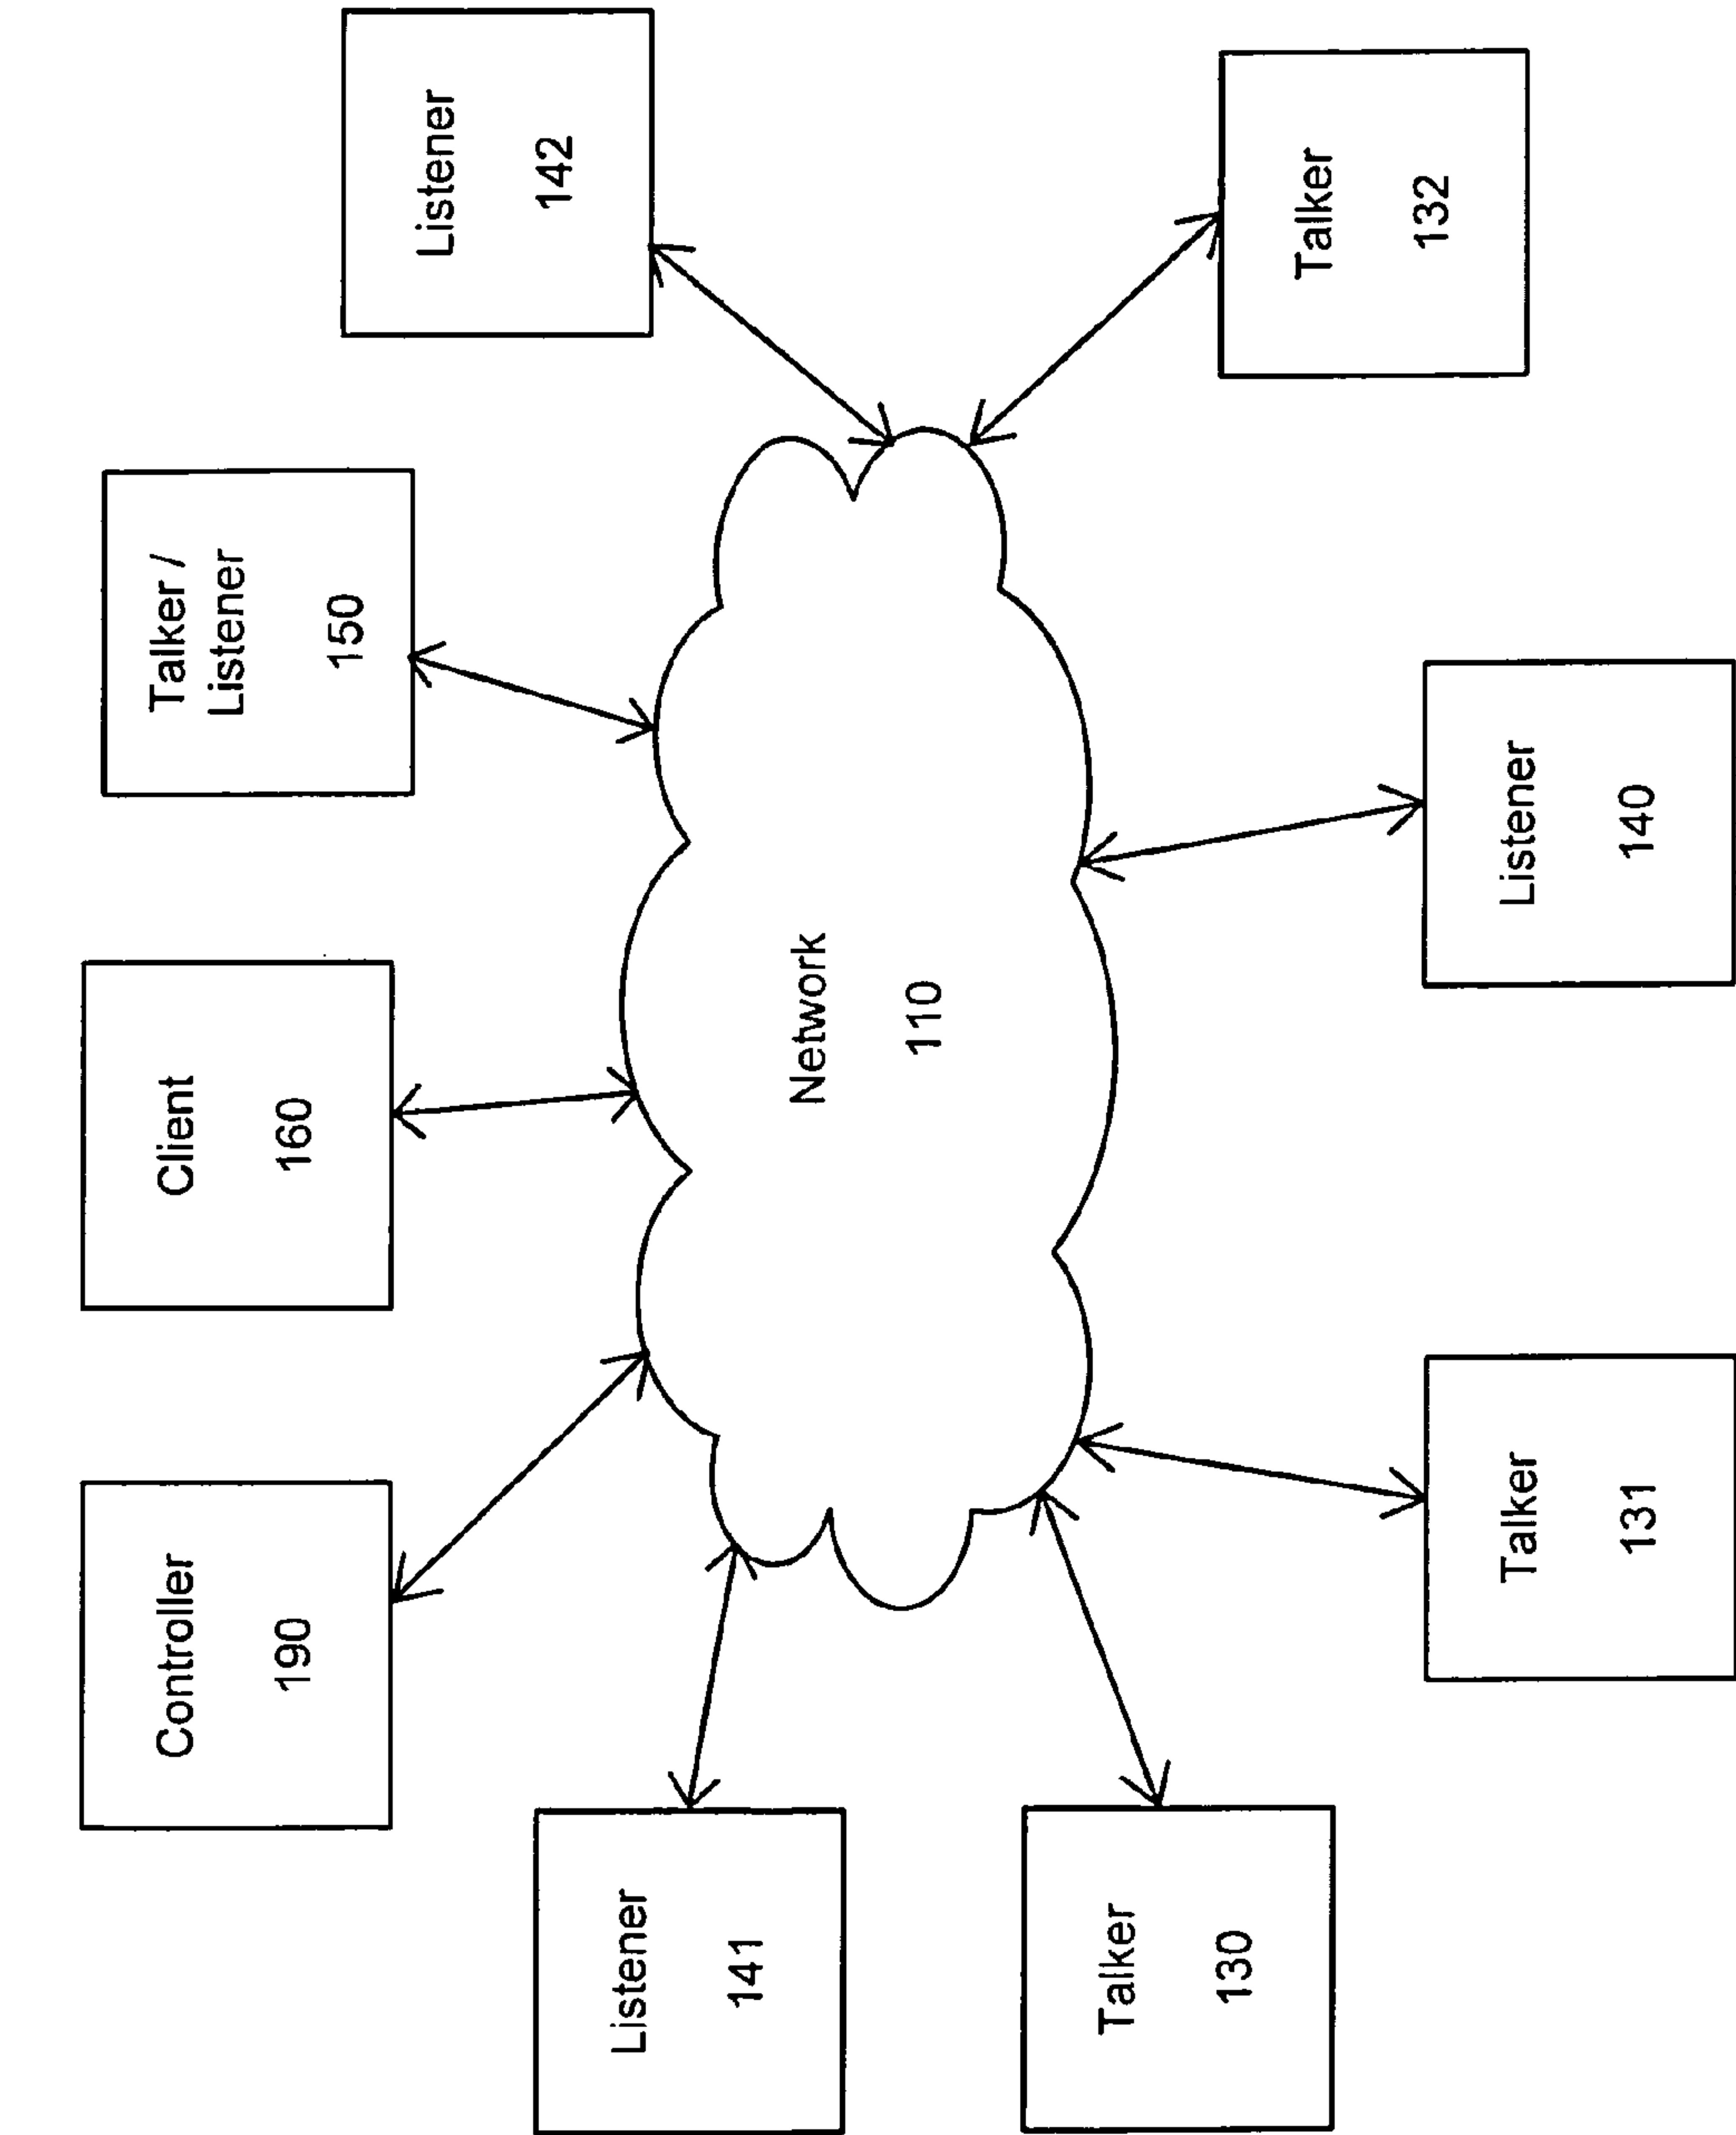 Controller
190
Client
160
Talker /
Listener
150
Listener
142
Listener
141
Network
110
Talker
130
Talker
132
Talker
131
Listener
140